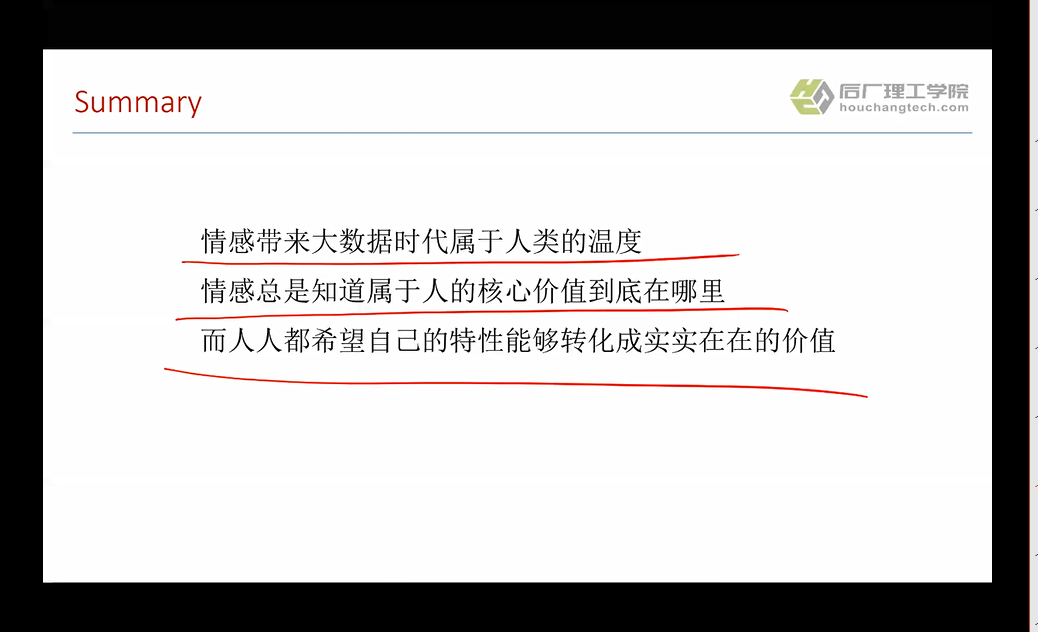 Summary
后厂理工学院
houchangtech.com
情感带来大数据时代属于人类的温度
情感总是知道属于人的核心价值到底在哪里
而人人都希望自己的特性能够转化成实实在在的价值